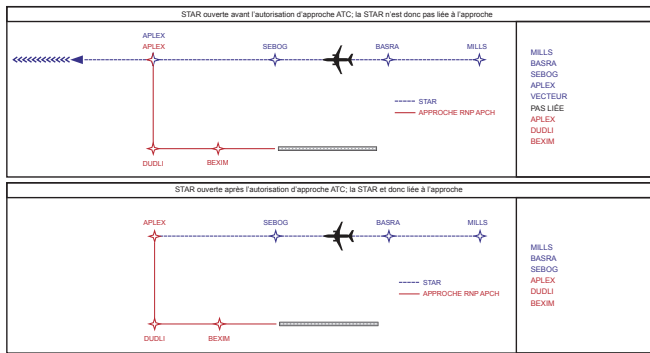 STAR ouverte avant l'autorisation d'approche ATC; la STAR n'est donc pas liée à l'approche
APLEX
APLEX
SEBOG
BASRA
MILLS
STAR
APPROCHE RNP APCH
DUDLI
BEXIM
MILLS
BASRA
SEBOG
APLEX
VECTEUR
PAS LIÉE
APLEX
DUDLI
BEXIM
STAR ouverte après l'autorisation d'approche ATC; la STAR et donc liée à l'approche
APLEX
SEBOG
BASRA
MILLS
STAR
APPROCHE RNP APCH
DUDLI
BEXIM
MILLS
BASRA
SEBOG
APLEX
DUDLI
BEXIM